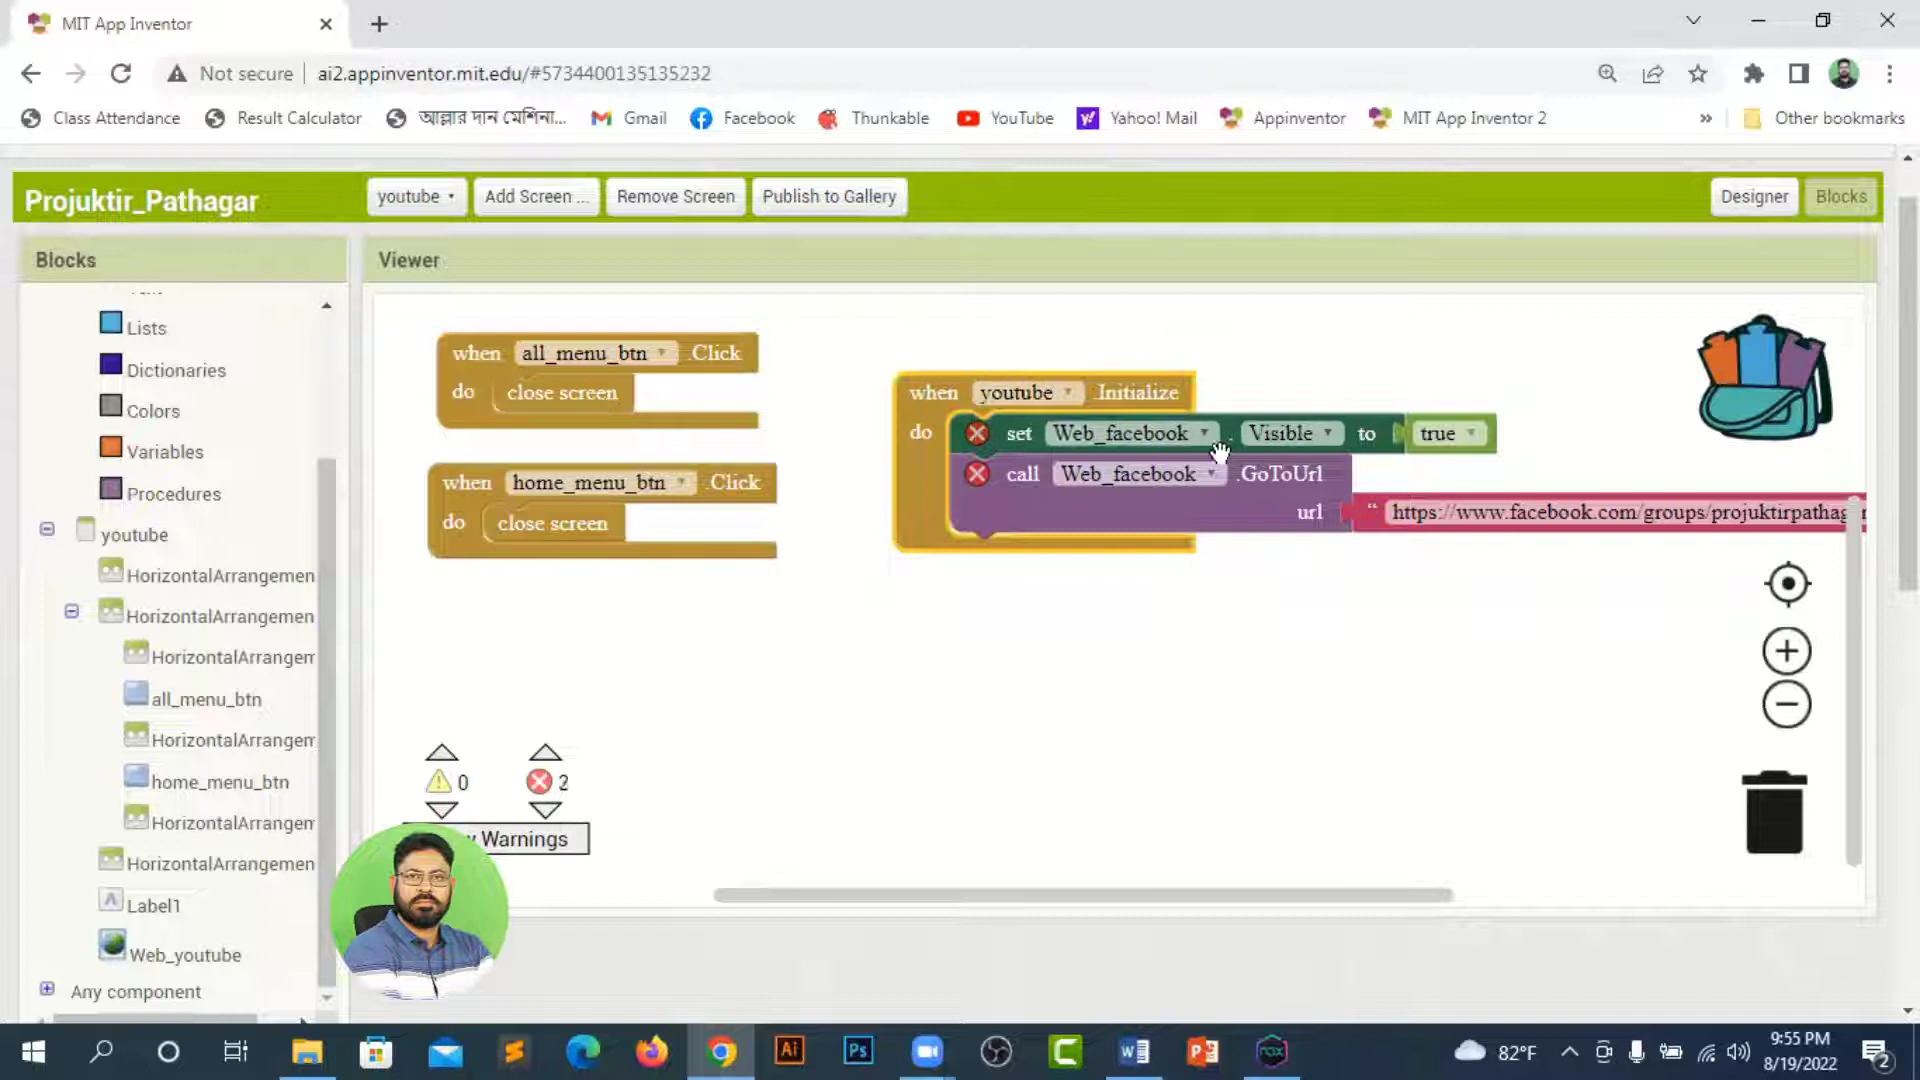 MIT App Inventor
Not secure
ai2.appinventor.mit.edu/#5734400135135232
Class Attendance
Result Calculator
আল্লার দান মেশিনা...
Gmail
Facebook
Thunkable
YouTube
Yahoo! Mail
Appinventor
MIT App Inventor 2
»
Other bookmarks
Projuktir_Pathagar
youtube
Add Screen ...
Remove Screen
Publish to Gallery
Designer
Blocks
Blocks
Viewer
Lists
Dictionaries
Colors
Variables
Procedures
youtube
HorizontalArrangemen
HorizontalArrangemen
HorizontalArrangem
all_menu_btn
HorizontalArrangem
home_menu_btn
HorizontalArrangem
HorizontalArrangemen
Label1
Web_youtube
Any component
when all_menu_btn .Click
do close screen
when home_menu_btn .Click
do close screen
when youtube .Initialize
do set Web_facebook . Visible to true
call Web_facebook .GoToUrl
url “ https://www.facebook.com/groups/projuktirpathag
0
2
Warnings
Ai
Ps
nox
82°F
9:55 PM
8/19/2022
2